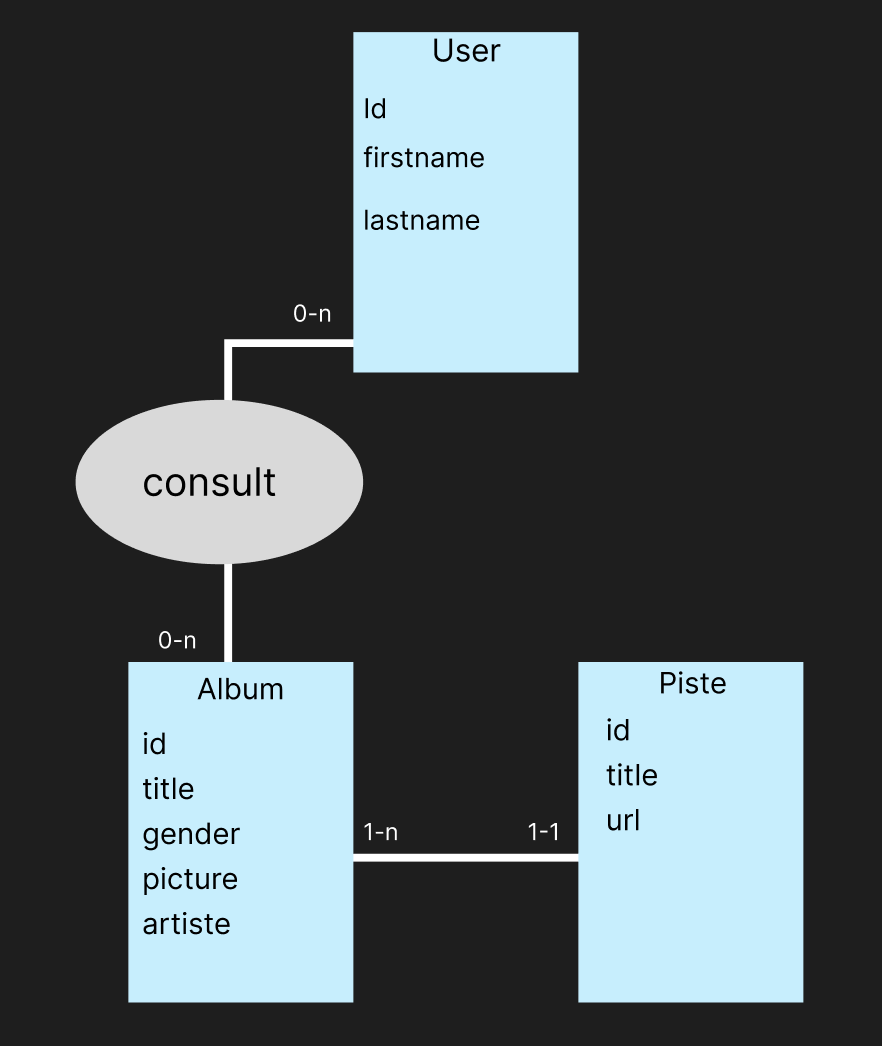 User
Id
firstname
lastname
0-n
consult
0-n
Album
id
title
gender
picture
artiste
1-n
1-1
Piste
id
title
url